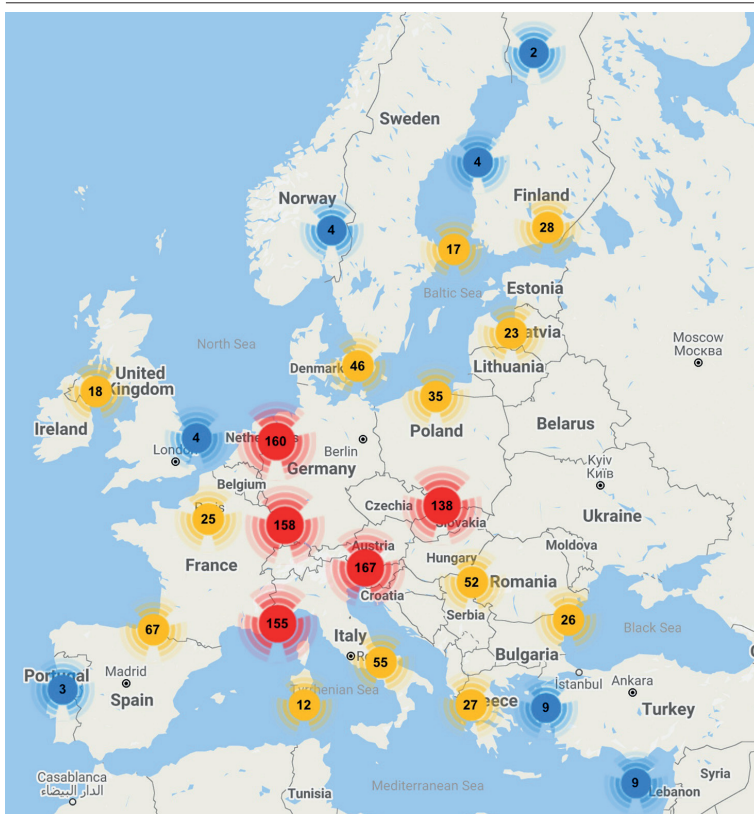 2
Sweden
4
Norway
Finland
4
28
17
Estonia
Baltic Sea
23
Moscow
Москва
North Sea
Denmark
46
Lithuania
United
Kingdom
18
35
Ireland
Poland
Belarus
4
160
Berlin
Germany
Kyiv
Київ
Belgium
Czechia
138
Ukraine
25
158
Slovakia
Austria
Moldova
Hungary
France
167
Romania
52
Croatia
Serbia
155
67
26
Black Sea
Italy
Bulgaria
55
Portugal
Madrid
İstanbul
Ankara
3
Spain
Tyrrhenian Sea
12
27
9
Turkey
Casablanca
الدار البيضاء
Mediterranean Sea
Syria
9
Lebanon
Tunisia